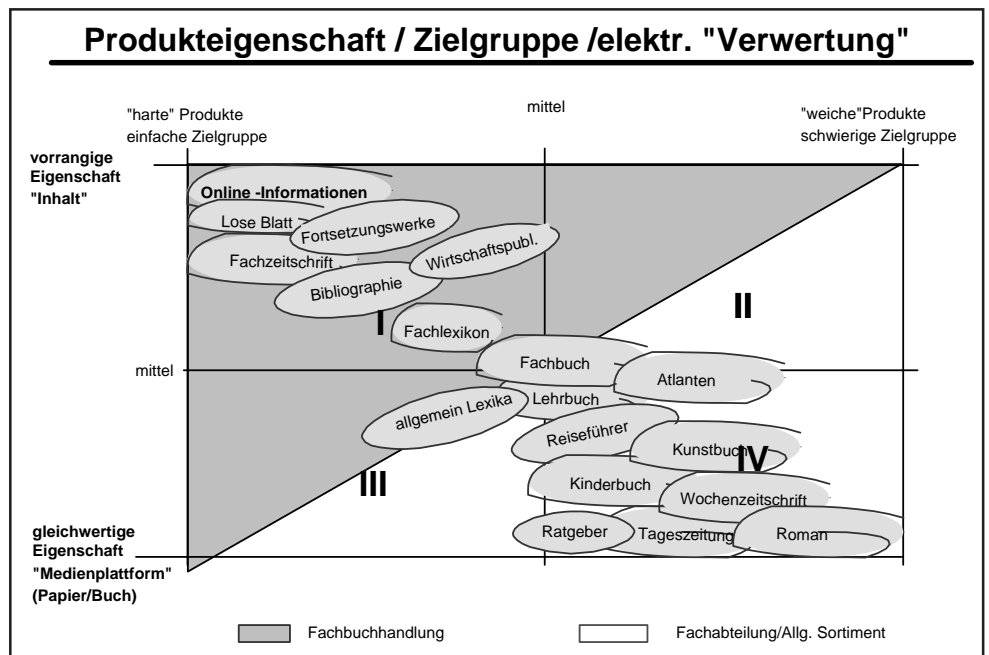 Produkteigenschaft / Zielgruppe /elektr. "Verwertung"
"harte" Produkte
einfache Zielgruppe
mittel
"weiche"Produkte
schwierige Zielgruppe
vorrangige
Eigenschaft
"Inhalt"
Online -Informationen
Lose Blatt
Fortsetzungswerke
Fachzeitschrift
Wirtschaftspubl.
Bibliographie
I
II
Fachlexikon
Fachbuch
mittel
Atlanten
Lehrbuch
allgemein Lexika
Reiseführer
Kunstbuch
IV
III
Kinderbuch
Wochenzeitschrift
gleichwertige
Eigenschaft
"Medienplattform"
(Papier/Buch)
Ratgeber
Tageszeitung
Roman
Fachbuchhandlung
Fachabteilung/Allg. Sortiment